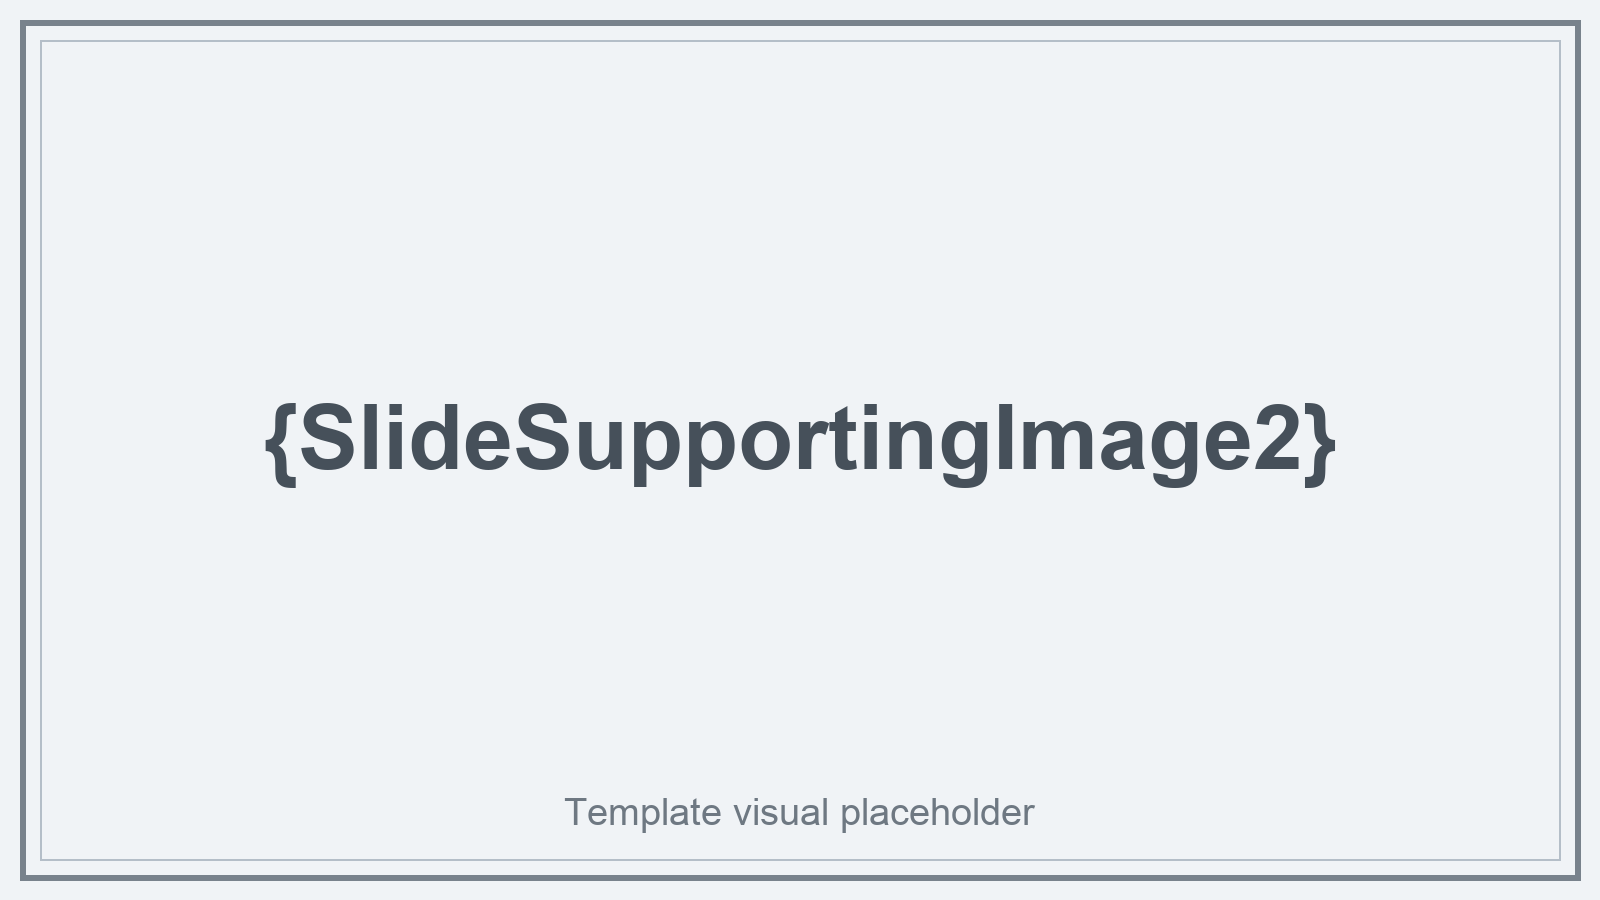 {SlideSupportingImage2}
Template visual placeholder